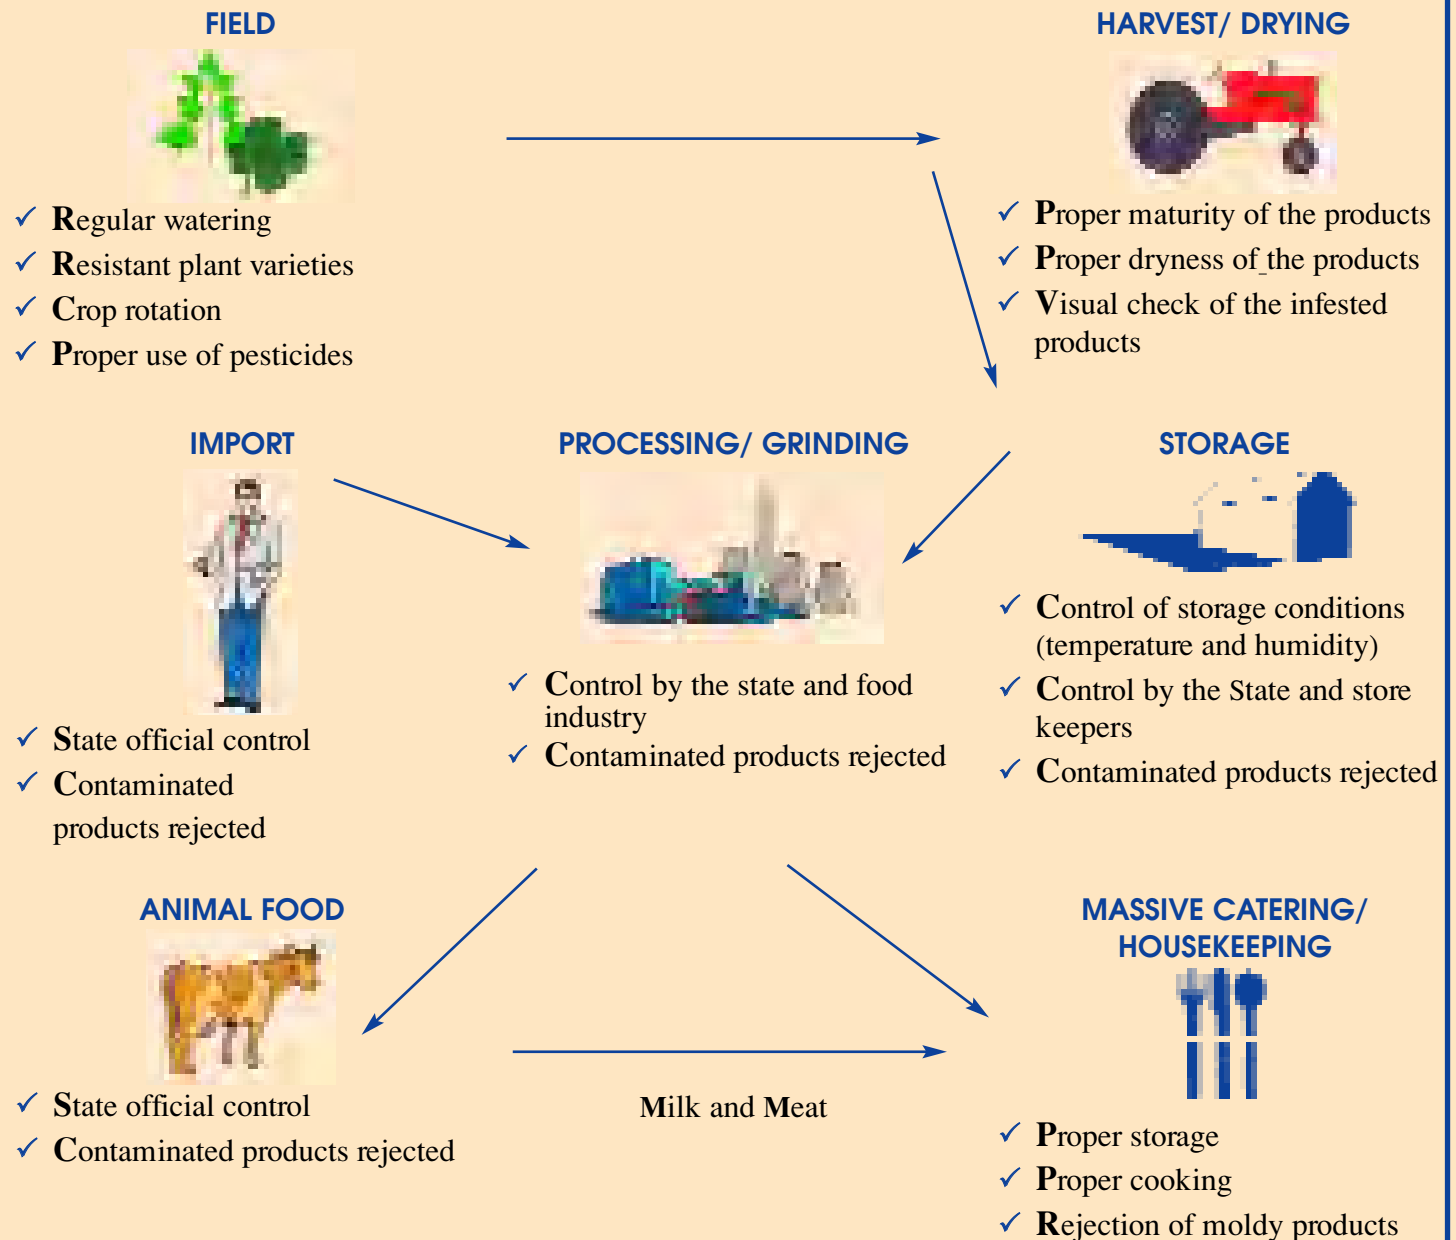 FIELD
✓ Regular watering
✓ Resistant plant varieties
✓ Crop rotation
✓ Proper use of pesticides
HARVEST/ DRYING
✓ Proper maturity of the products
✓ Proper dryness of the products
✓ Visual check of the infested
products
IMPORT
✓ State official control
✓ Contaminated
products rejected
PROCESSING/ GRINDING
✓ Control by the state and food
industry
✓ Contaminated products rejected
STORAGE
✓ Control of storage conditions
(temperature and humidity)
✓ Control by the State and store
keepers
✓ Contaminated products rejected
ANIMAL FOOD
✓ State official control
✓ Contaminated products rejected
Milk and Meat
MASSIVE CATERING/
HOUSEKEEPING
✓ Proper storage
✓ Proper cooking
✓ Rejection of moldy products